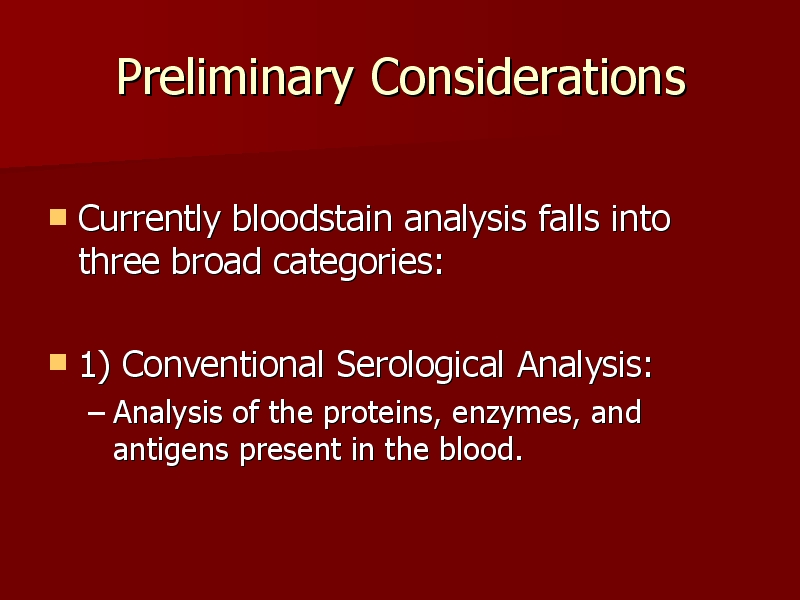 Preliminary Considerations
Currently bloodstain analysis falls into
three broad categories:
1) Conventional Serological Analysis:
– Analysis of the proteins, enzymes, and
antigens present in the blood.